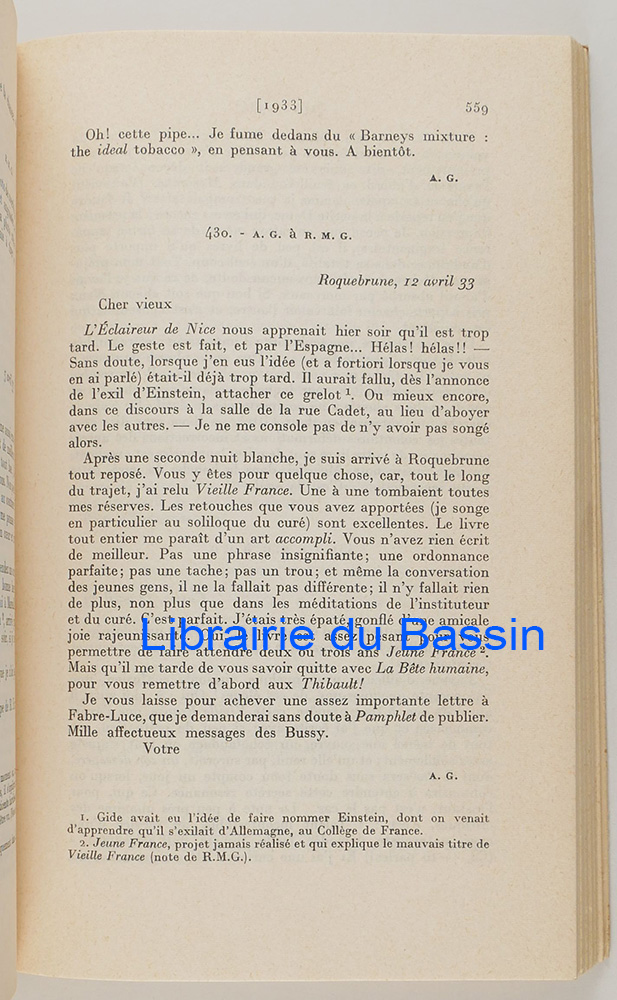 [1933] 559
Oh! cette pipe... Je fume dedans du « Barneys mixture :
the ideal tobacco », en pensant à vous. A bientôt.
A. G.
430. - A. G. à R. M. G.
Roquebrune, 12 avril 33
Cher vieux
L'Éclaireur de Nice nous apprenait hier soir qu'il est trop
tard. Le geste est fait, et par l'Espagne... Hélas! hélas!! —
Sans doute, lorsque j'en eus l'idée (et a fortiori lorsque je vous
en ai parlé) était-il déjà trop tard. Il aurait fallu, dès l'annonce
de l'exil d'Einstein, attacher ce grelot 1. Ou mieux encore,
dans ce discours à la salle de la rue Cadet, au lieu d'aboyer
avec les autres. — Je ne me console pas de n'y avoir pas songé
alors.
Après une seconde nuit blanche, je suis arrivé à Roquebrune
tout reposé. Vous y êtes pour quelque chose, car, tout le long
du trajet, j'ai relu Vieille France. Une à une tombaient toutes
mes réserves. Les retouches que vous avez apportées (je songe
en particulier au soliloque du curé) sont excellentes. Le livre
tout entier me paraît d'un art accompli. Vous n'avez rien écrit
de meilleur. Pas une phrase insignifiante; une ordonnance
parfaite; pas une tache; pas un trou; et même la conversation
des jeunes gens, il ne la fallait pas différente; il n'y fallait rien
de plus, non plus que dans les méditations de l'instituteur
et du curé. C'est parfait. J'étais très épaté, gonflé d'une amicale
joie rajeunissante livre assez pesant pour vous
Librairie du Bassin
permettre de faire attendre deux ou trois ans Jeune France 2.
Mais qu'il me tarde de vous savoir quitte avec La Bête humaine,
pour vous remettre d'abord aux Thibault!
Je vous laisse pour achever une assez importante lettre à
Fabre-Luce, que je demanderai sans doute à Pamphlet de publier.
Mille affectueux messages des Bussy.
Votre
A. G.
1. Gide avait eu l'idée de faire nommer Einstein, dont on venait
d'apprendre qu'il s'exilait d'Allemagne, au Collège de France.
2. Jeune France, projet jamais réalisé et qui explique le mauvais titre de
Vieille France (note de R.M.G.).